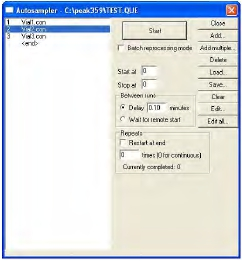 Autosampler - C:\peak359\TEST.QUE
1 Vial1.con
2 Vial2.con
3 Vial3.con
<end>
Start
Close
Add...
Batch reprocessing mode
Add multiple...
Delete
Start at 0
Load...
Stop at 0
Save...
Between runs
Clear
Delay 0.10 minutes
Edit...
Wait for remote start
Edit all...
Repeats
Restart at end
0 times (0 for continuous)
Currently completed: 0